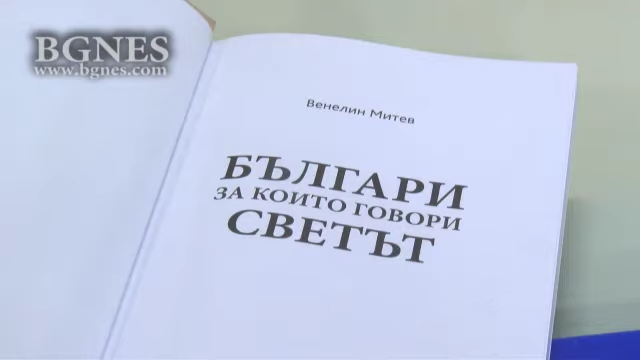 BGNES
www.bgnes.com
Венелин Митев
БЪЛГАРИ
ЗА КОИТО ГОВОРИ
СВЕТЪТ